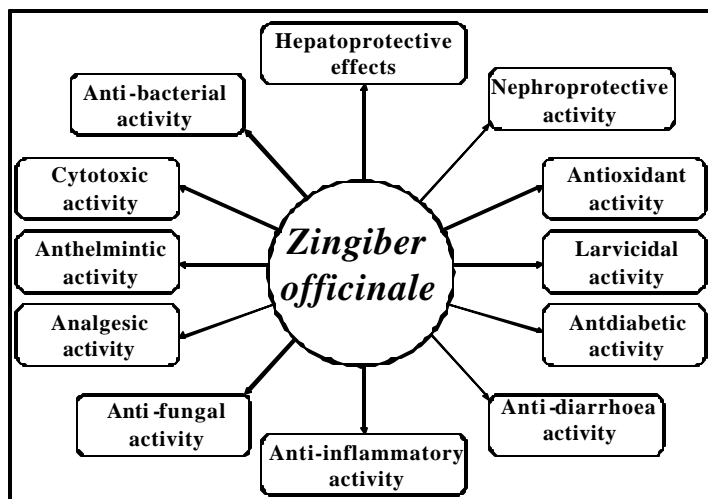 Hepatoprotective
effects
Anti-bacterial
activity
Nephroprotective
activity
Cytotoxic
activity
Antioxidant
activity
Zingiber
officinale
Anthelmintic
activity
Larvicidal
activity
Analgesic
activity
Antdiabetic
activity
Anti-fungal
activity
Anti-diarrhoea
activity
Anti-inflammatory
activity